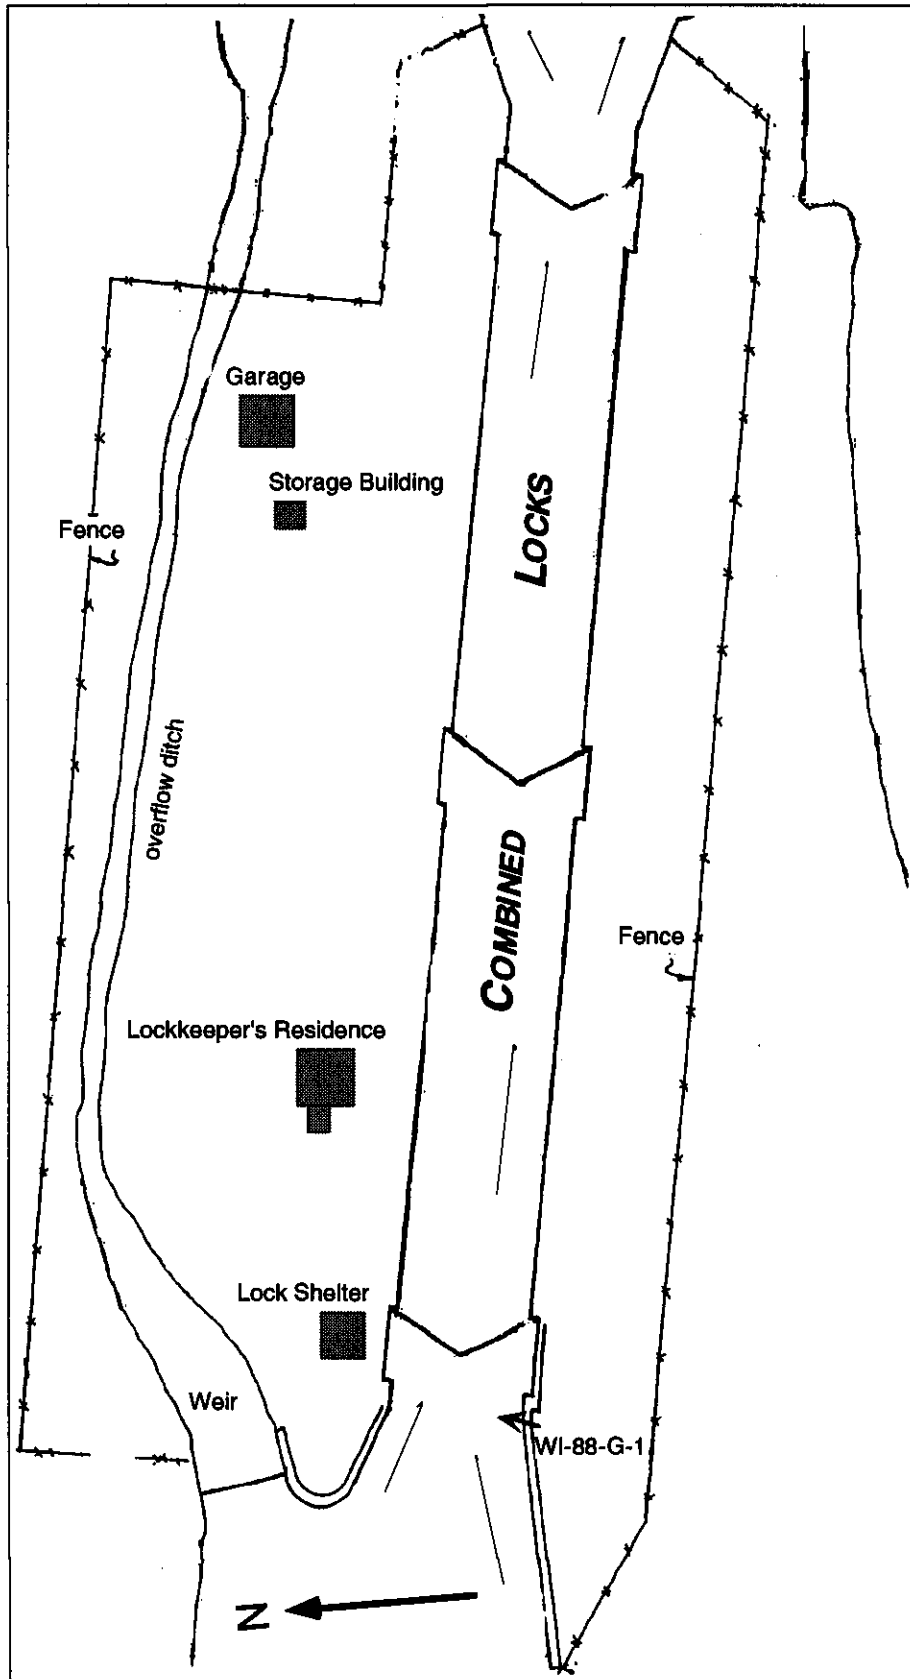 Garage
Storage Building
Fence
LOCKS
overflow ditch
COMBINED
Fence
Lockkeeper's Residence
Lock Shelter
Weir
WI-88-G-1
N